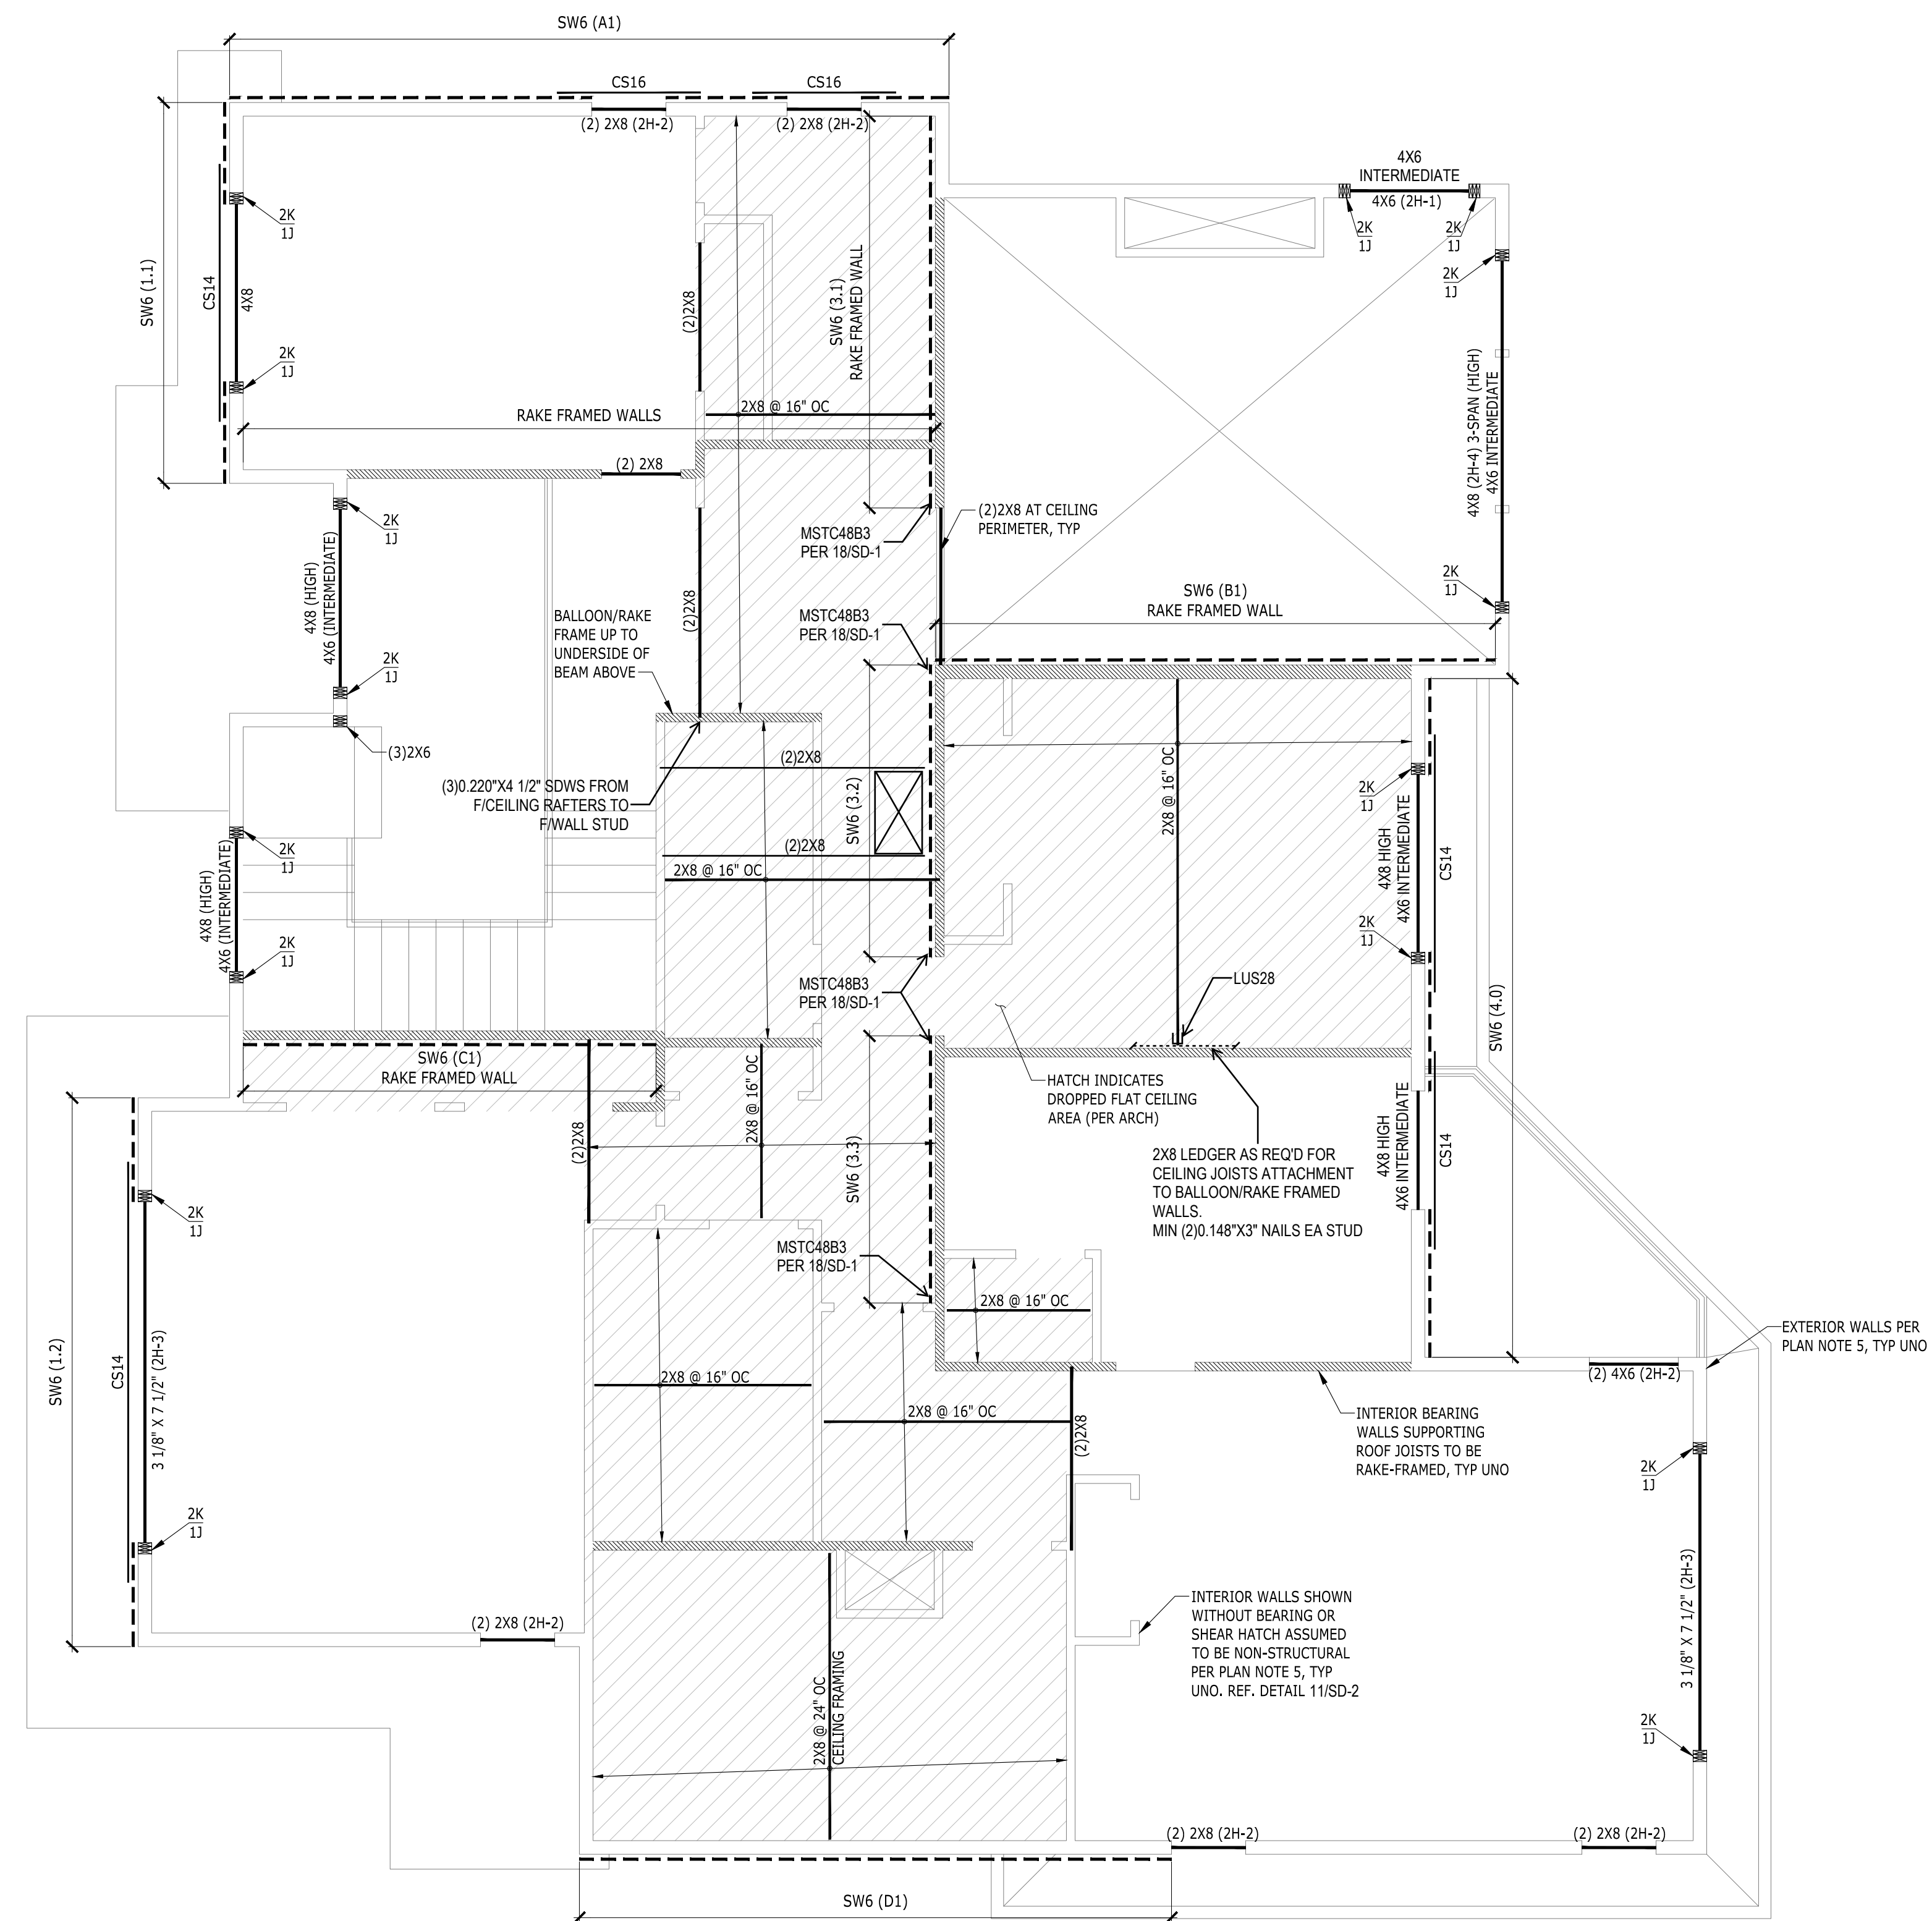 SW6 (A1)
CS16
CS16
(2) 2X8 (2H-2)
(2) 2X8 (2H-2)
4X6
INTERMEDIATE
4X6 (2H-1)
2K
1J
2K
1J
2K
1J
2K
1J
SW6 (1.1)
CS14
4X8
2K
1J
(2)2X8
SW6 (3.1)
RAKE FRAMED WALL
4X8 (2H-4) 3-SPAN (HIGH)
4X6 INTERMEDIATE
2X8 @ 16" OC
RAKE FRAMED WALLS
(2) 2X8
2K
1J
4X8 (HIGH)
4X6 (INTERMEDIATE)
2K
1J
(3)2X6
MSTC48B3
PER 18/SD-1
(2)2X8 AT CEILING
PERIMETER, TYP
2K
1J
SW6 (B1)
RAKE FRAMED WALL
BALLOON/RAKE
FRAME UP TO
UNDERSIDE OF
BEAM ABOVE
(2)2X8
MSTC48B3
PER 18/SD-1
(3)0.220"X4 1/2" SDWS FROM
F/CEILING RAFTERS TO
F/WALL STUD
(2)2X8
SW6 (3.2)
(2)2X8
2X8 @ 16" OC
2X8 @ 16" OC
2K
1J
4X8 HIGH
4X6 INTERMEDIATE
CS14
2K
1J
2K
1J
4X8 (HIGH)
4X6 (INTERMEDIATE)
2K
1J
MSTC48B3
PER 18/SD-1
LUS28
SW6 (4.0)
SW6 (C1)
RAKE FRAMED WALL
2X8 @ 16" OC
(2)2X8
SW6 (3.3)
HATCH INDICATES
DROPPED FLAT CEILING
AREA (PER ARCH)
4X8 HIGH
4X6 INTERMEDIATE
CS14
2X8 LEDGER AS REQ'D FOR
CEILING JOISTS ATTACHMENT
TO BALLOON/RAKE FRAMED
WALLS.
MIN (2)0.148"X3" NAILS EA STUD
2K
1J
MSTC48B3
PER 18/SD-1
2X8 @ 16" OC
SW6 (1.2)
CS14
3 1/8" X 7 1/2" (2H-3)
2K
1J
2X8 @ 16" OC
2X8 @ 16" OC
(2)2X8
EXTERIOR WALLS PER
PLAN NOTE 5, TYP UNO
(2) 4X6 (2H-2)
INTERIOR BEARING
WALLS SUPPORTING
ROOF JOISTS TO BE
RAKE-FRAMED, TYP UNO
2K
1J
3 1/8" X 7 1/2" (2H-3)
INTERIOR WALLS SHOWN
WITHOUT BEARING OR
SHEAR HATCH ASSUMED
TO BE NON-STRUCTURAL
PER PLAN NOTE 5, TYP
UNO. REF. DETAIL 11/SD-2
(2) 2X8 (2H-2)
2X8 @ 24" OC
CEILING FRAMING
2K
1J
(2) 2X8 (2H-2)
(2) 2X8 (2H-2)
SW6 (D1)